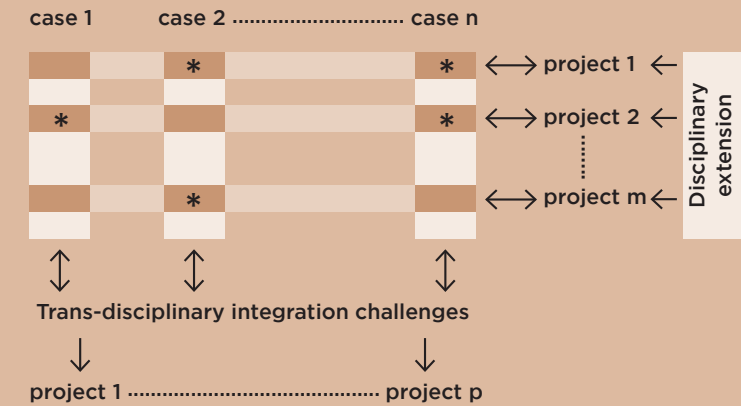 case 1 case 2 ........................ case n
* * project 1
* * project 2
* project m
Disciplinary
extension
Trans-disciplinary integration challenges
project 1 ............................................ project p